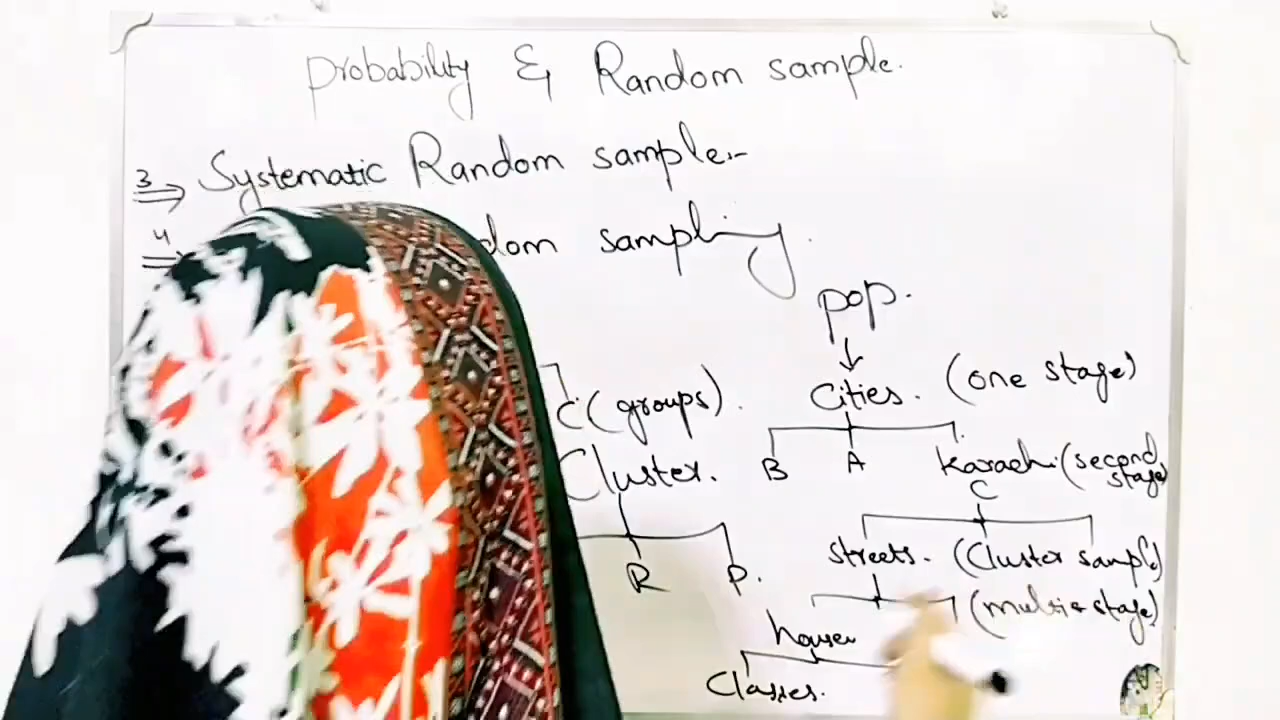 probability & Random sample.
3 Systematic Random sample:-
4 dom sampling.
pop.
Cities. (one stage)
C (groups).
B A Karachi (second stage)
C
Cluster.
R P.
Streets. (Cluster sample)
(multi stage)
houses
Classes.